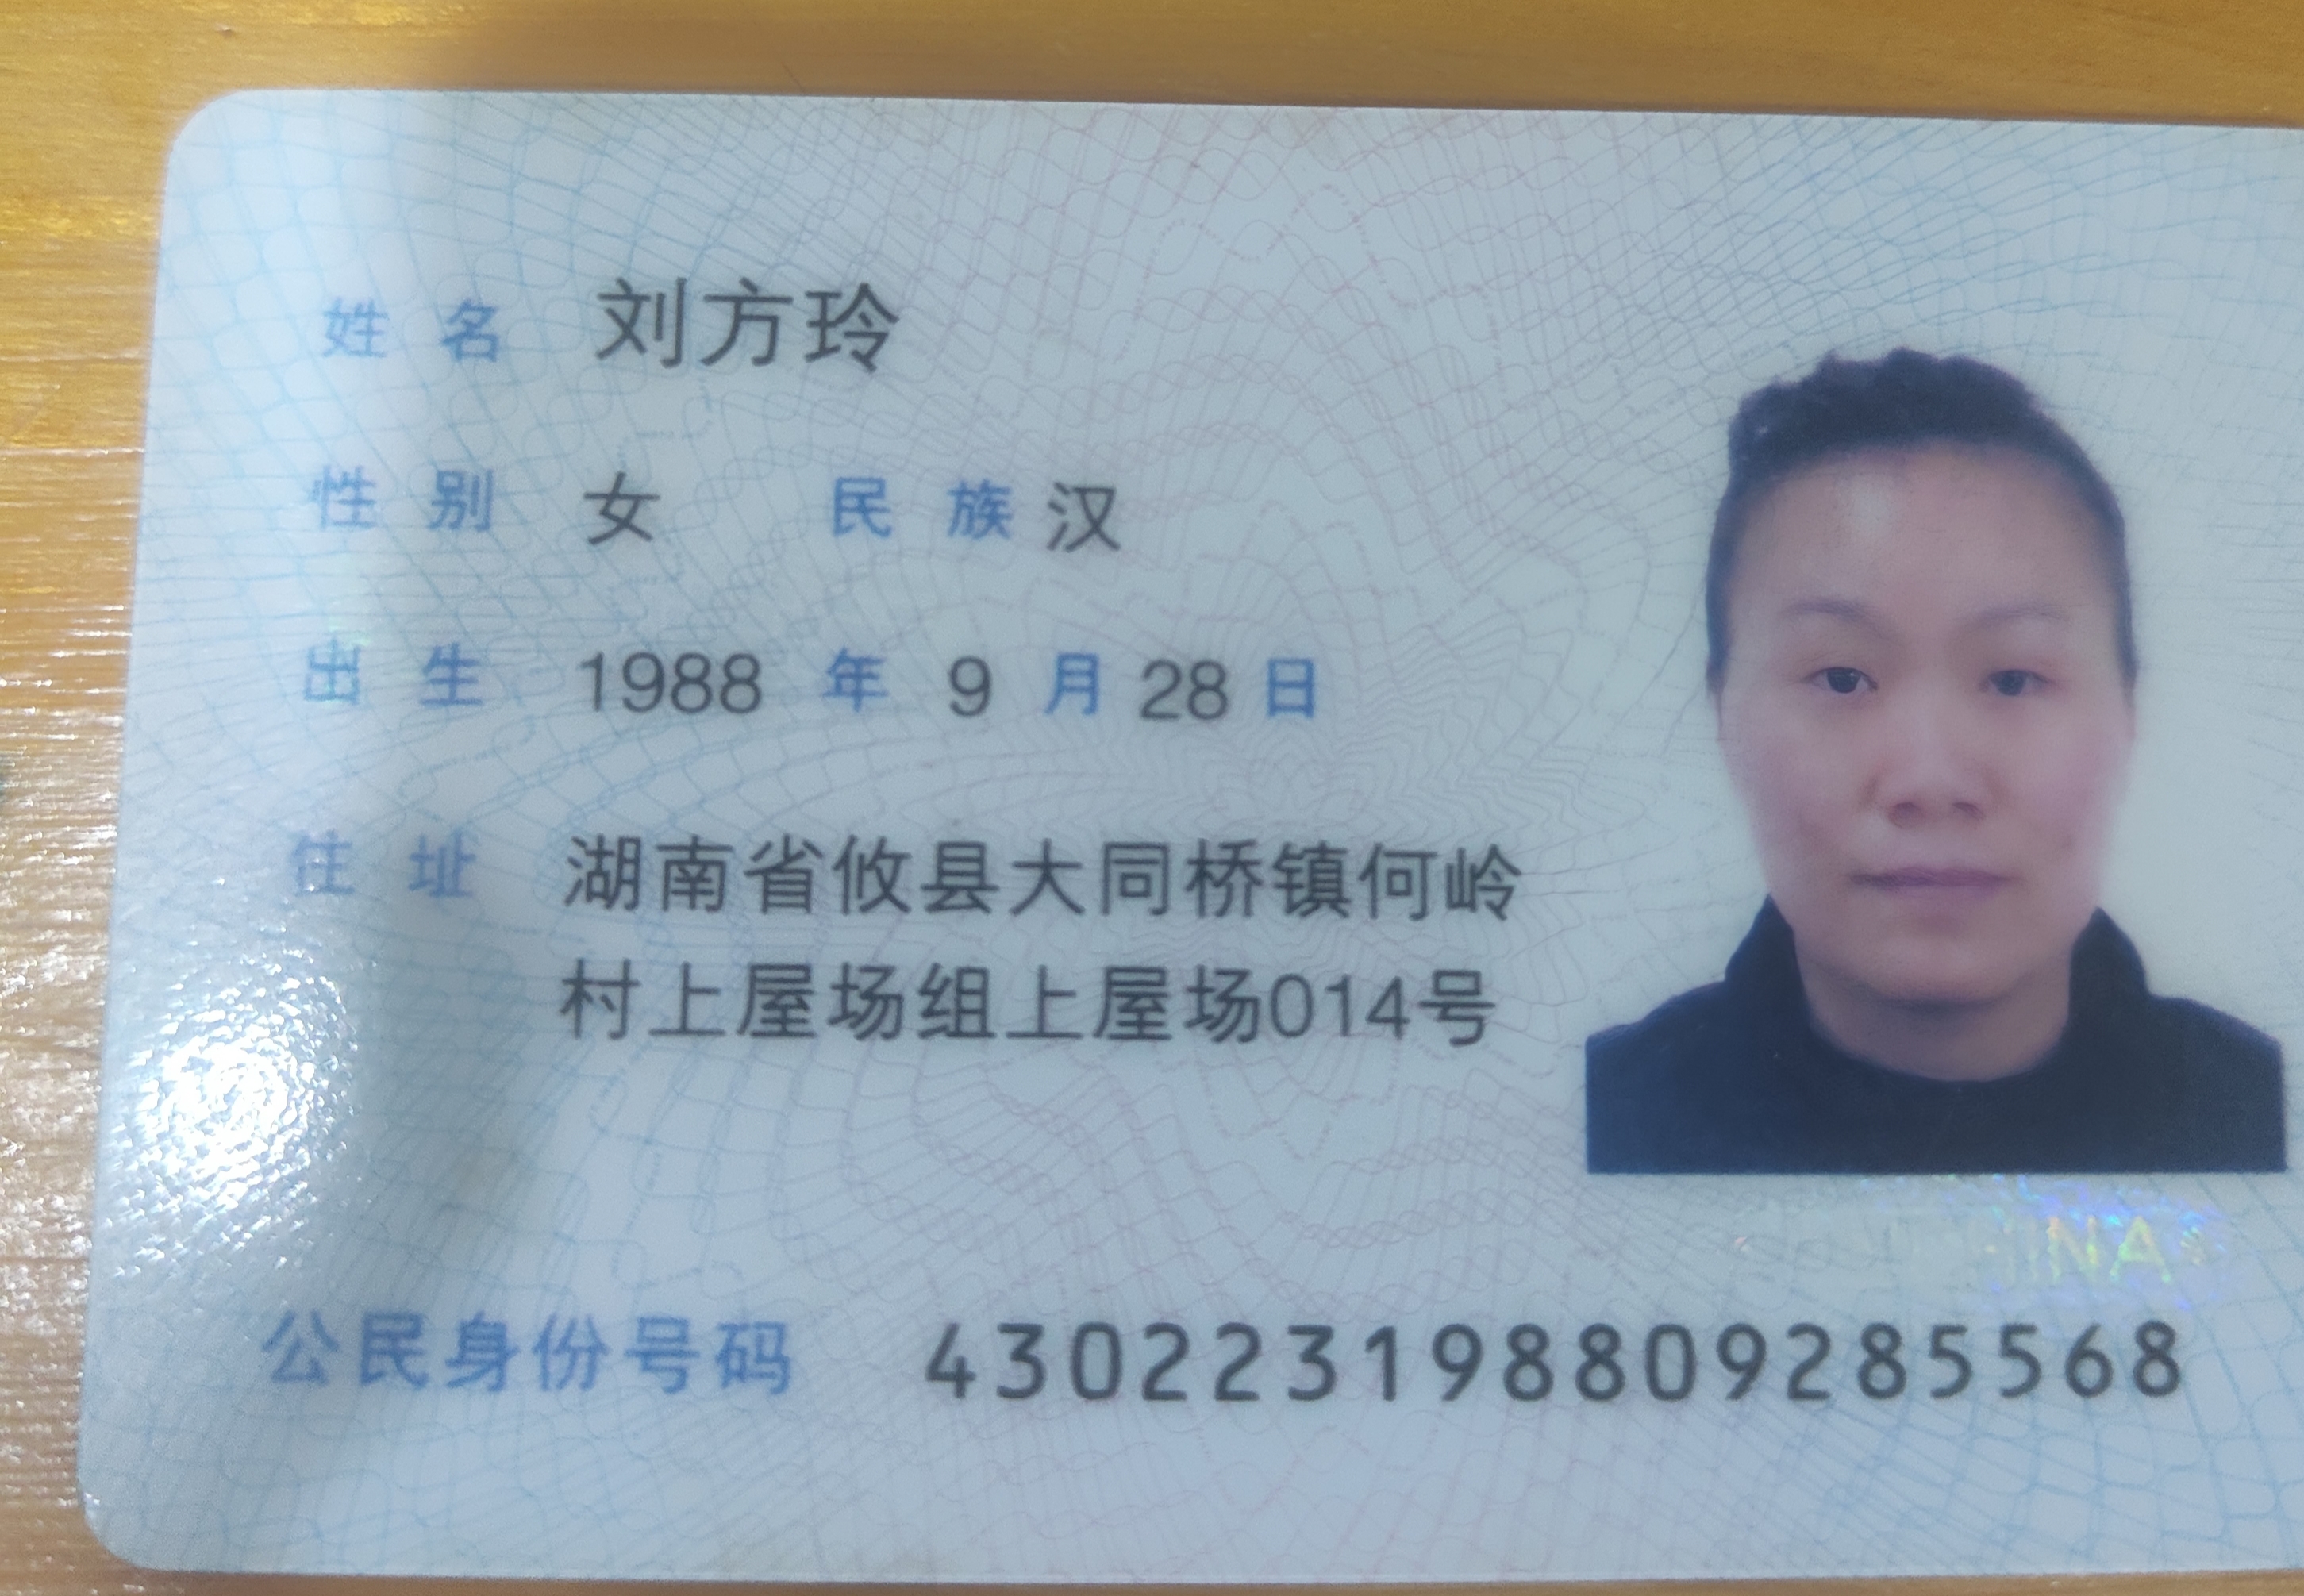 姓名 刘方玲
性别 女 民族 汉
出生 1988 年 9 月 28 日
住址 湖南省攸县大同桥镇何岭
村上屋场组上屋场014号
CHINA
公民身份号码 430223198809285568